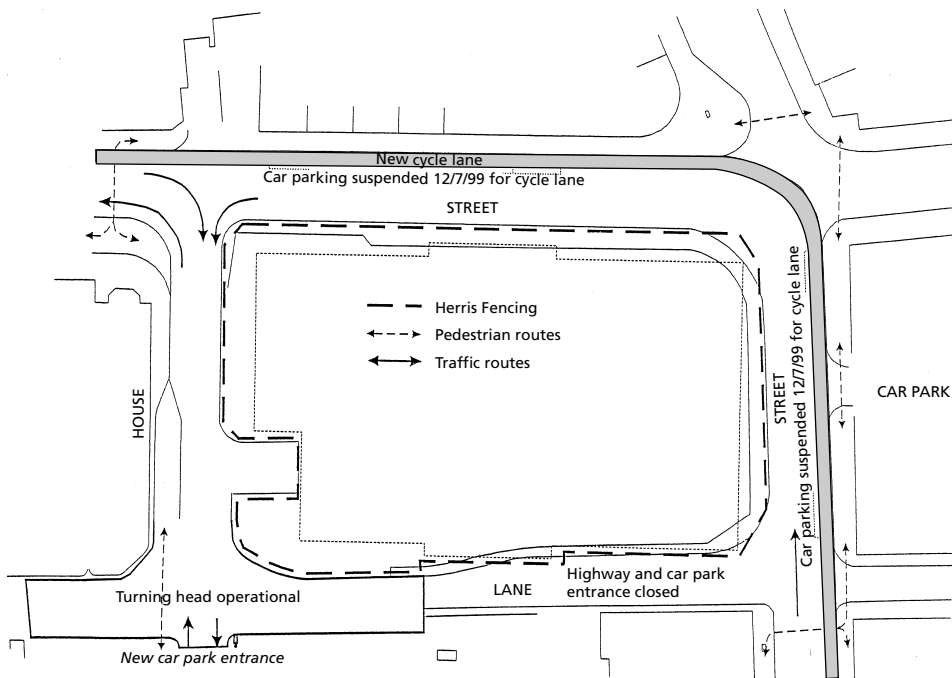 New cycle lane
Car parking suspended 12/7/99 for cycle lane
STREET
Herris Fencing
Pedestrian routes
Traffic routes
HOUSE
STREET
Car parking suspended 12/7/99 for cycle lane
CAR PARK
Highway and car park
entrance closed
LANE
Turning head operational
New car park entrance